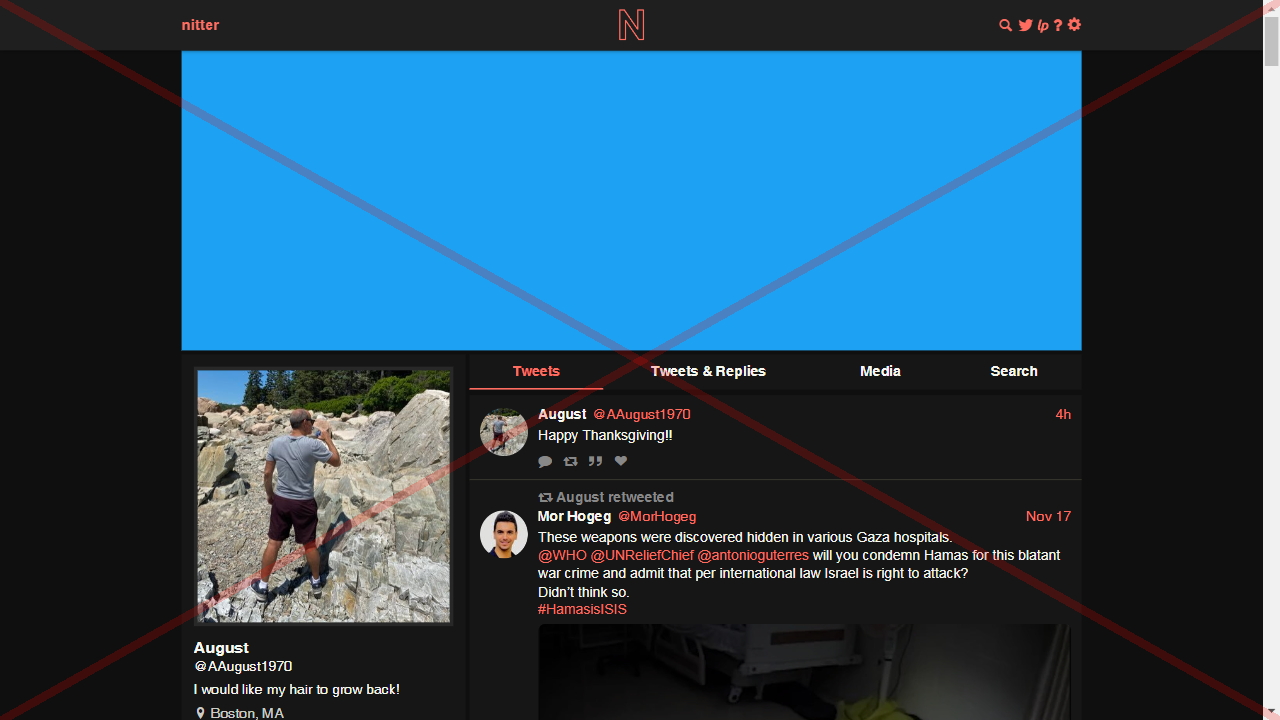 nitter
N
lp ?
Tweets
Tweets & Replies
Media
Search
August @AAugust1970
4h
Happy Thanksgiving!!
August retweeted
Mor Hogeg @MorHogeg
Nov 17
These weapons were discovered hidden in various Gaza hospitals.
@WHO @UNReliefChief @antonioguterres will you condemn Hamas for this blatant
war crime and admit that per international law Israel is right to attack?
Didn't think so.
#HamasisISIS
August
@AAugust1970
I would like my hair to grow back!
Boston, MA